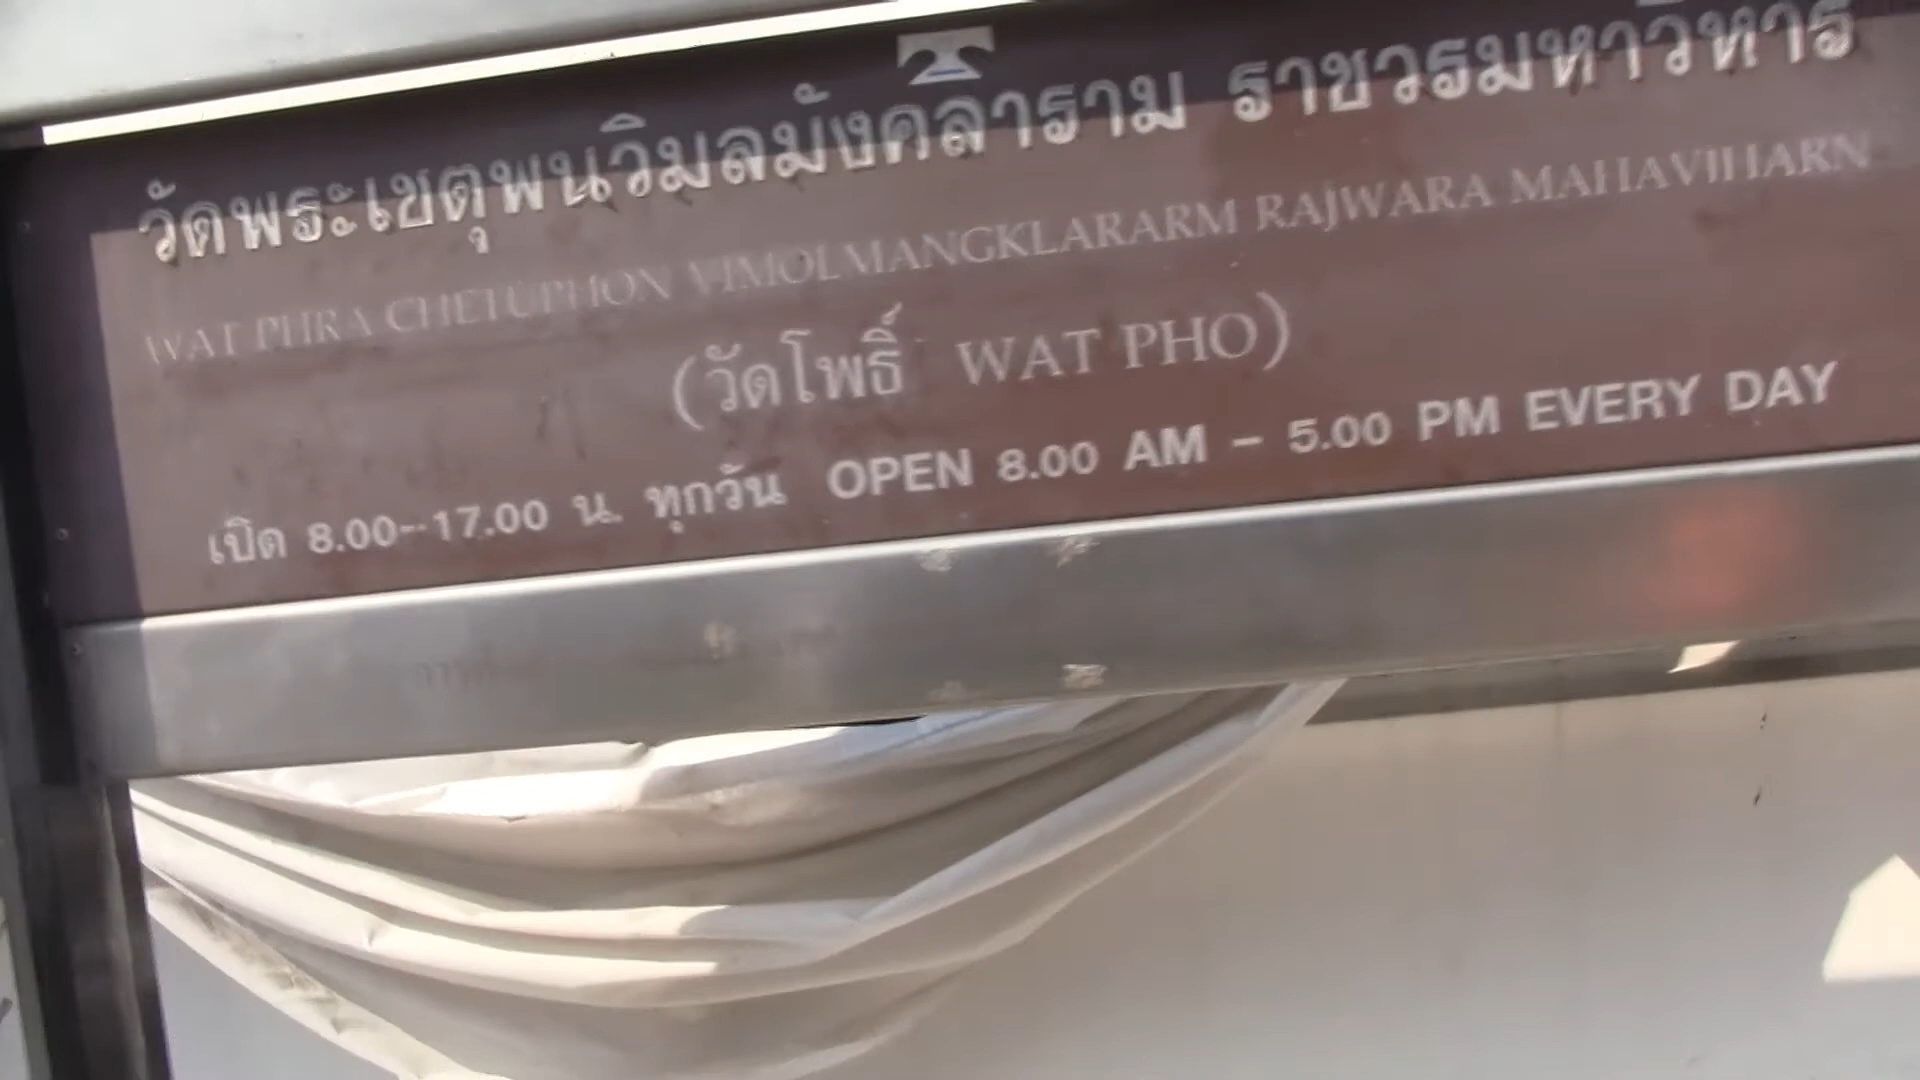 วัดพระเชตุพนวิมลมังคลาราม ราชวรมหาวิหาร
WAT PHRA CHETUPHON VIMOLMANGKLARARM RAJWARA MAHAVIHARN
(วัดโพธิ์ WAT PHO)
เปิด 8.00--17.00 น. ทุกวัน OPEN 8.00 AM - 5.00 PM EVERY DAY